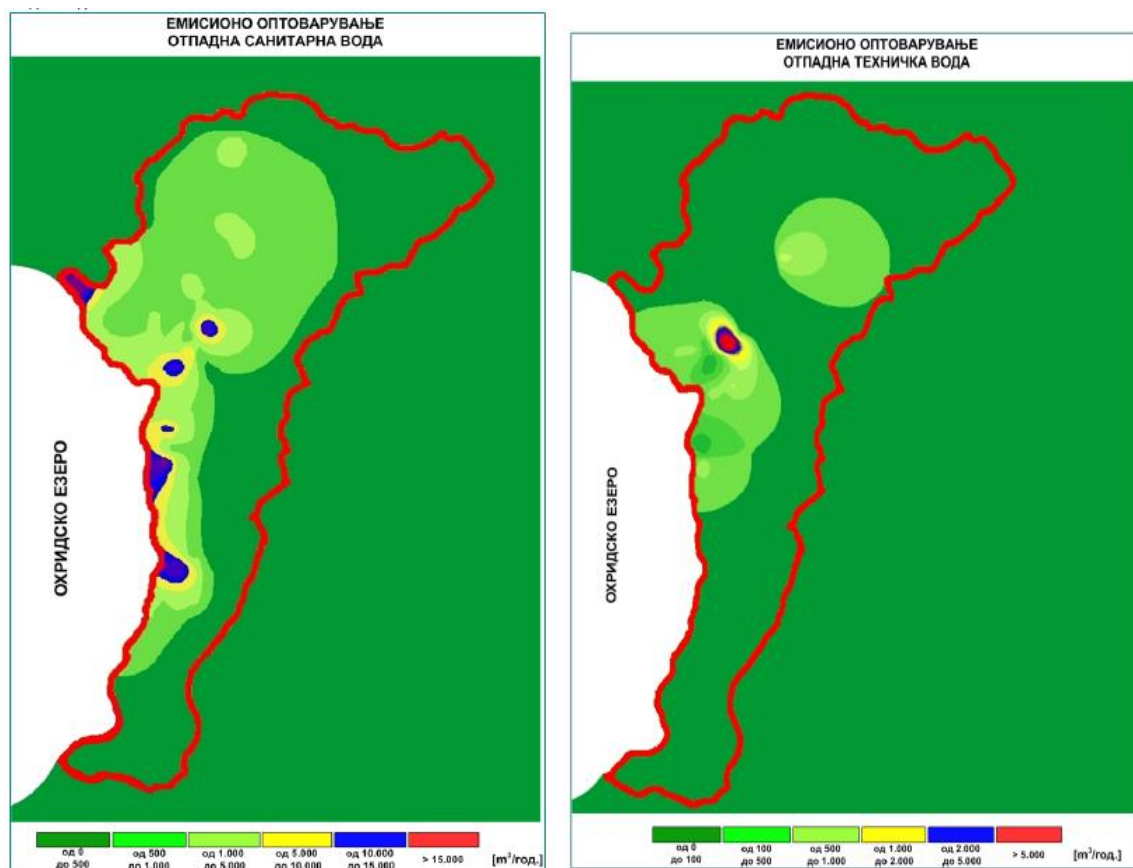 ЕМИСИОНО ОПТОВАРУВАЊЕ
ОТПАДНА САНИТАРНА ВОДА
ОХРИДСКО ЕЗЕРО
од 0
до 500
од 500
до 1.000
од 1.000
до 5.000
од 5.000
до 10.000
од 10.000
до 15.000
> 15.000
[m³/год.]
ЕМИСИОНО ОПТОВАРУВАЊЕ
ОТПАДНА ТЕХНИЧКА ВОДА
ОХРИДСКО ЕЗЕРО
од 0
до 100
од 100
до 500
од 500
до 1.000
од 1.000
до 2.000
од 2.000
до 5.000
> 5.000
[m³/год.]